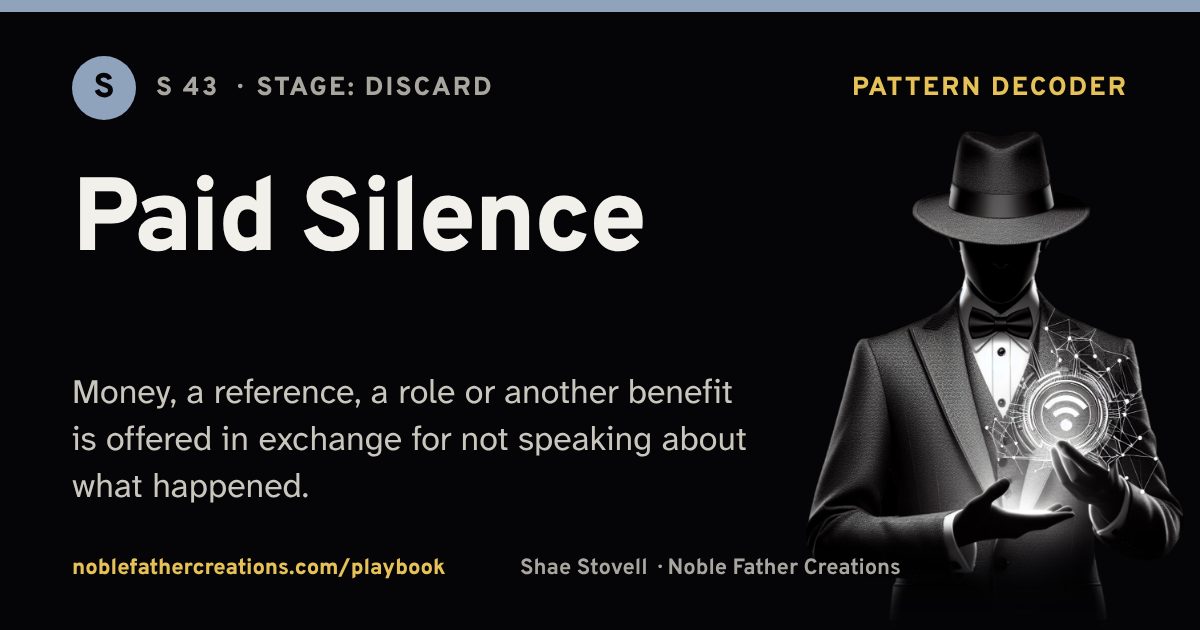 S
S 43 · STAGE: DISCARD
PATTERN DECODER
Paid Silence
Money, a reference, a role or another benefit
is offered in exchange for not speaking about
what happened.
noblefathercreations.com/playbook
Shae Stovell · Noble Father Creations